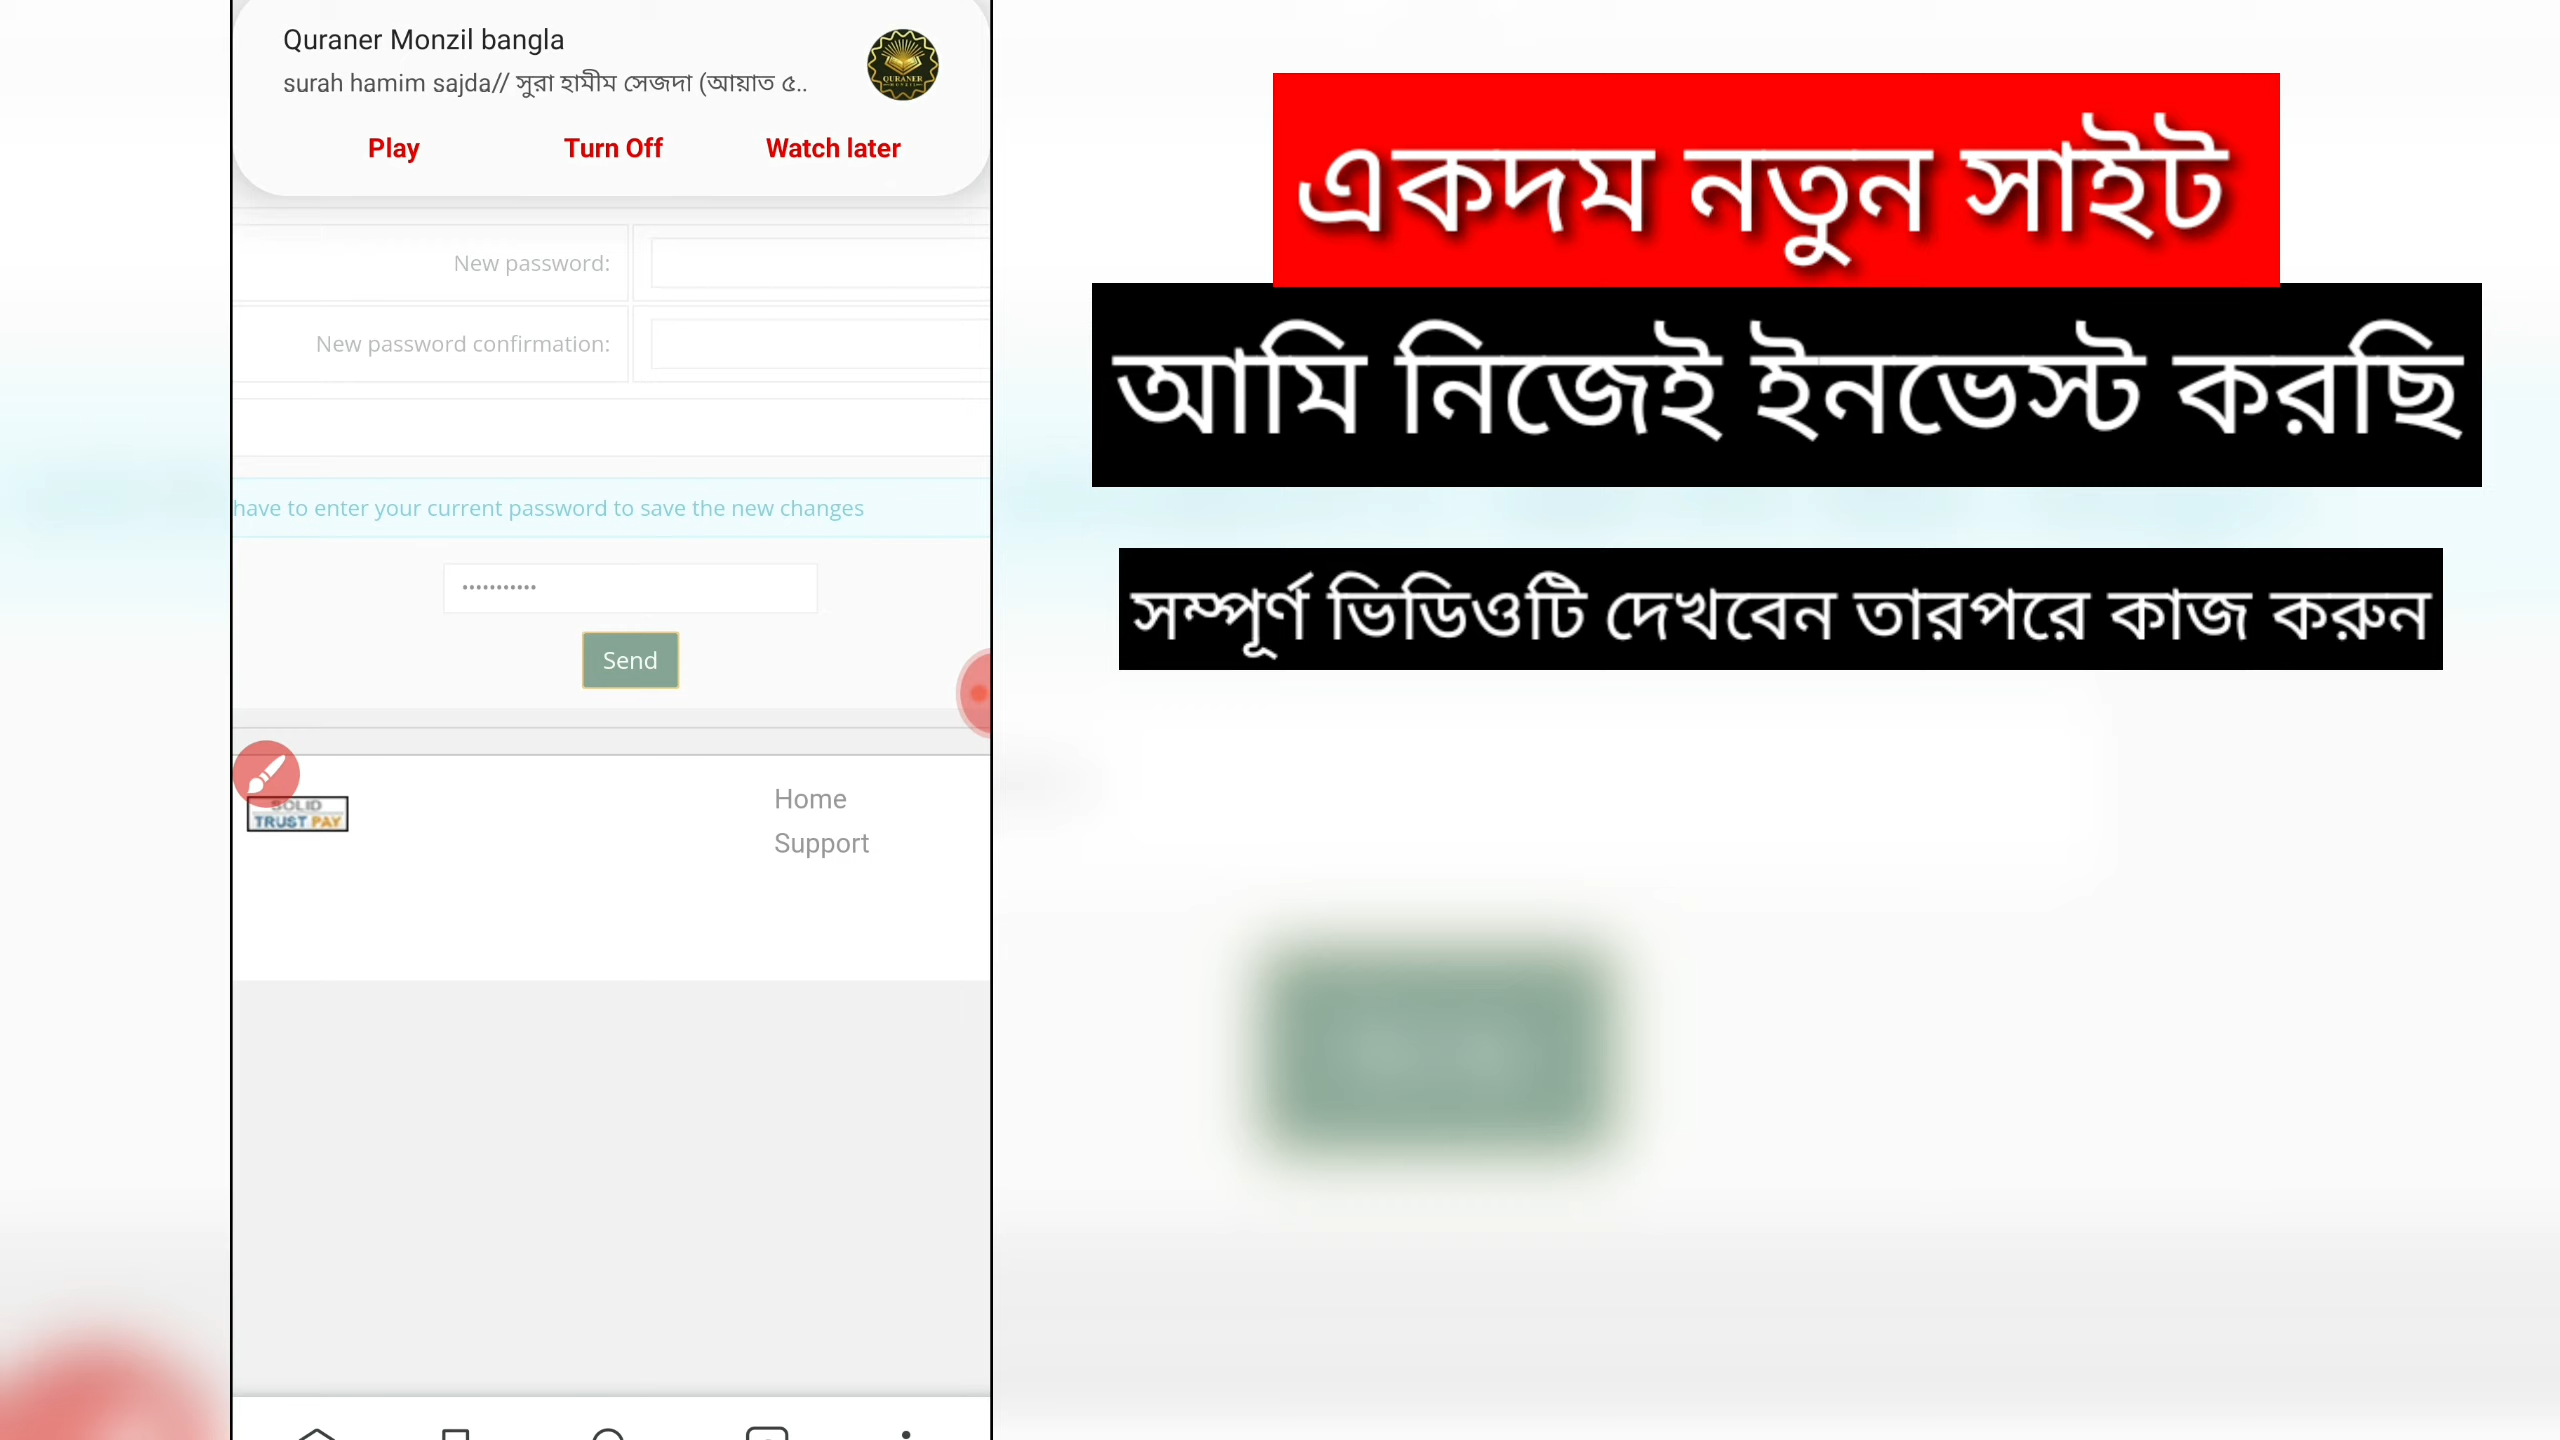 Quraner Monzil bangla
surah hamim sajda// সুরা হামীম সেজদা (আয়াত ৫..
Play Turn Off Watch later
New password:
New password confirmation:
have to enter your current password to save the new changes
Send
SOLID
TRUST PAY
Home
Support
একদম নতুন সাইট
আমি নিজেই ইনভেস্ট করছি
সম্পূর্ণ ভিডিওটি দেখবেন তারপরে কাজ করুন
QURANER